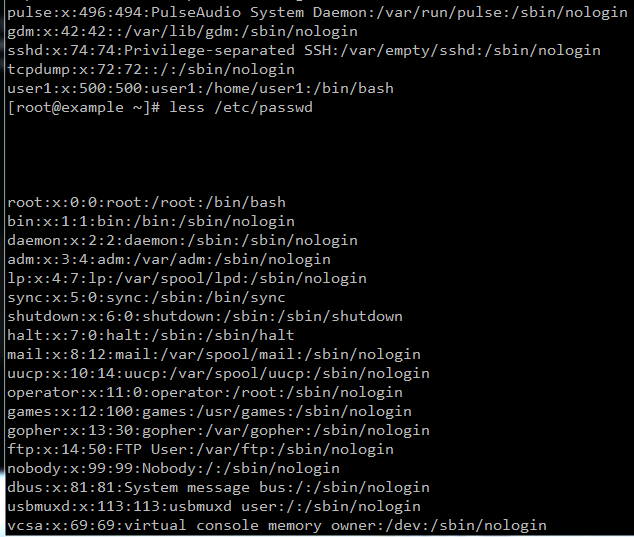 pulse:x:496:494:PulseAudio System Daemon:/var/run/pulse:/sbin/nologin
gdm:x:42:42::/var/lib/gdm:/sbin/nologin
sshd:x:74:74:Privilege-separated SSH:/var/empty/sshd:/sbin/nologin
tcpdump:x:72:72::/:/sbin/nologin
user1:x:500:500:user1:/home/user1:/bin/bash
[root@example ~]# less /etc/passwd
root:x:0:0:root:/root:/bin/bash
bin:x:1:1:bin:/bin:/sbin/nologin
daemon:x:2:2:daemon:/sbin:/sbin/nologin
adm:x:3:4:adm:/var/adm:/sbin/nologin
lp:x:4:7:lp:/var/spool/lpd:/sbin/nologin
sync:x:5:0:sync:/sbin:/bin/sync
shutdown:x:6:0:shutdown:/sbin:/sbin/shutdown
halt:x:7:0:halt:/sbin:/sbin/halt
mail:x:8:12:mail:/var/spool/mail:/sbin/nologin
uucp:x:10:14:uucp:/var/spool/uucp:/sbin/nologin
operator:x:11:0:operator:/root:/sbin/nologin
games:x:12:100:games:/usr/games:/sbin/nologin
gopher:x:13:30:gopher:/var/gopher:/sbin/nologin
ftp:x:14:50:FTP User:/var/ftp:/sbin/nologin
nobody:x:99:99:Nobody:/:/sbin/nologin
dbus:x:81:81:System message bus:/:/sbin/nologin
usbmuxd:x:113:113:usbmuxd user:/:/sbin/nologin
vcsa:x:69:69:virtual console memory owner:/dev:/sbin/nologin